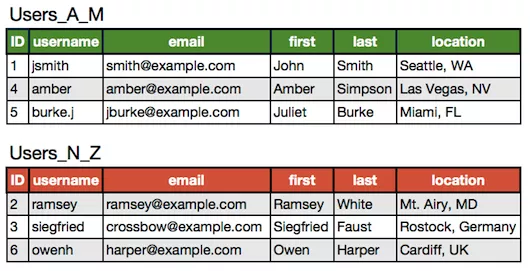 Users_A_M
ID username email first last location
1 jsmith smith@example.com John Smith Seattle, WA
4 amber amber@example.com Amber Simpson Las Vegas, NV
5 burke.j jburke@example.com Juliet Burke Miami, FL
Users_N_Z
ID username email first last location
2 ramsey ramsey@example.com Ramsey White Mt. Airy, MD
3 siegfried crossbow@example.com Siegfried Faust Rostock, Germany
6 owenh harper@example.com Owen Harper Cardiff, UK